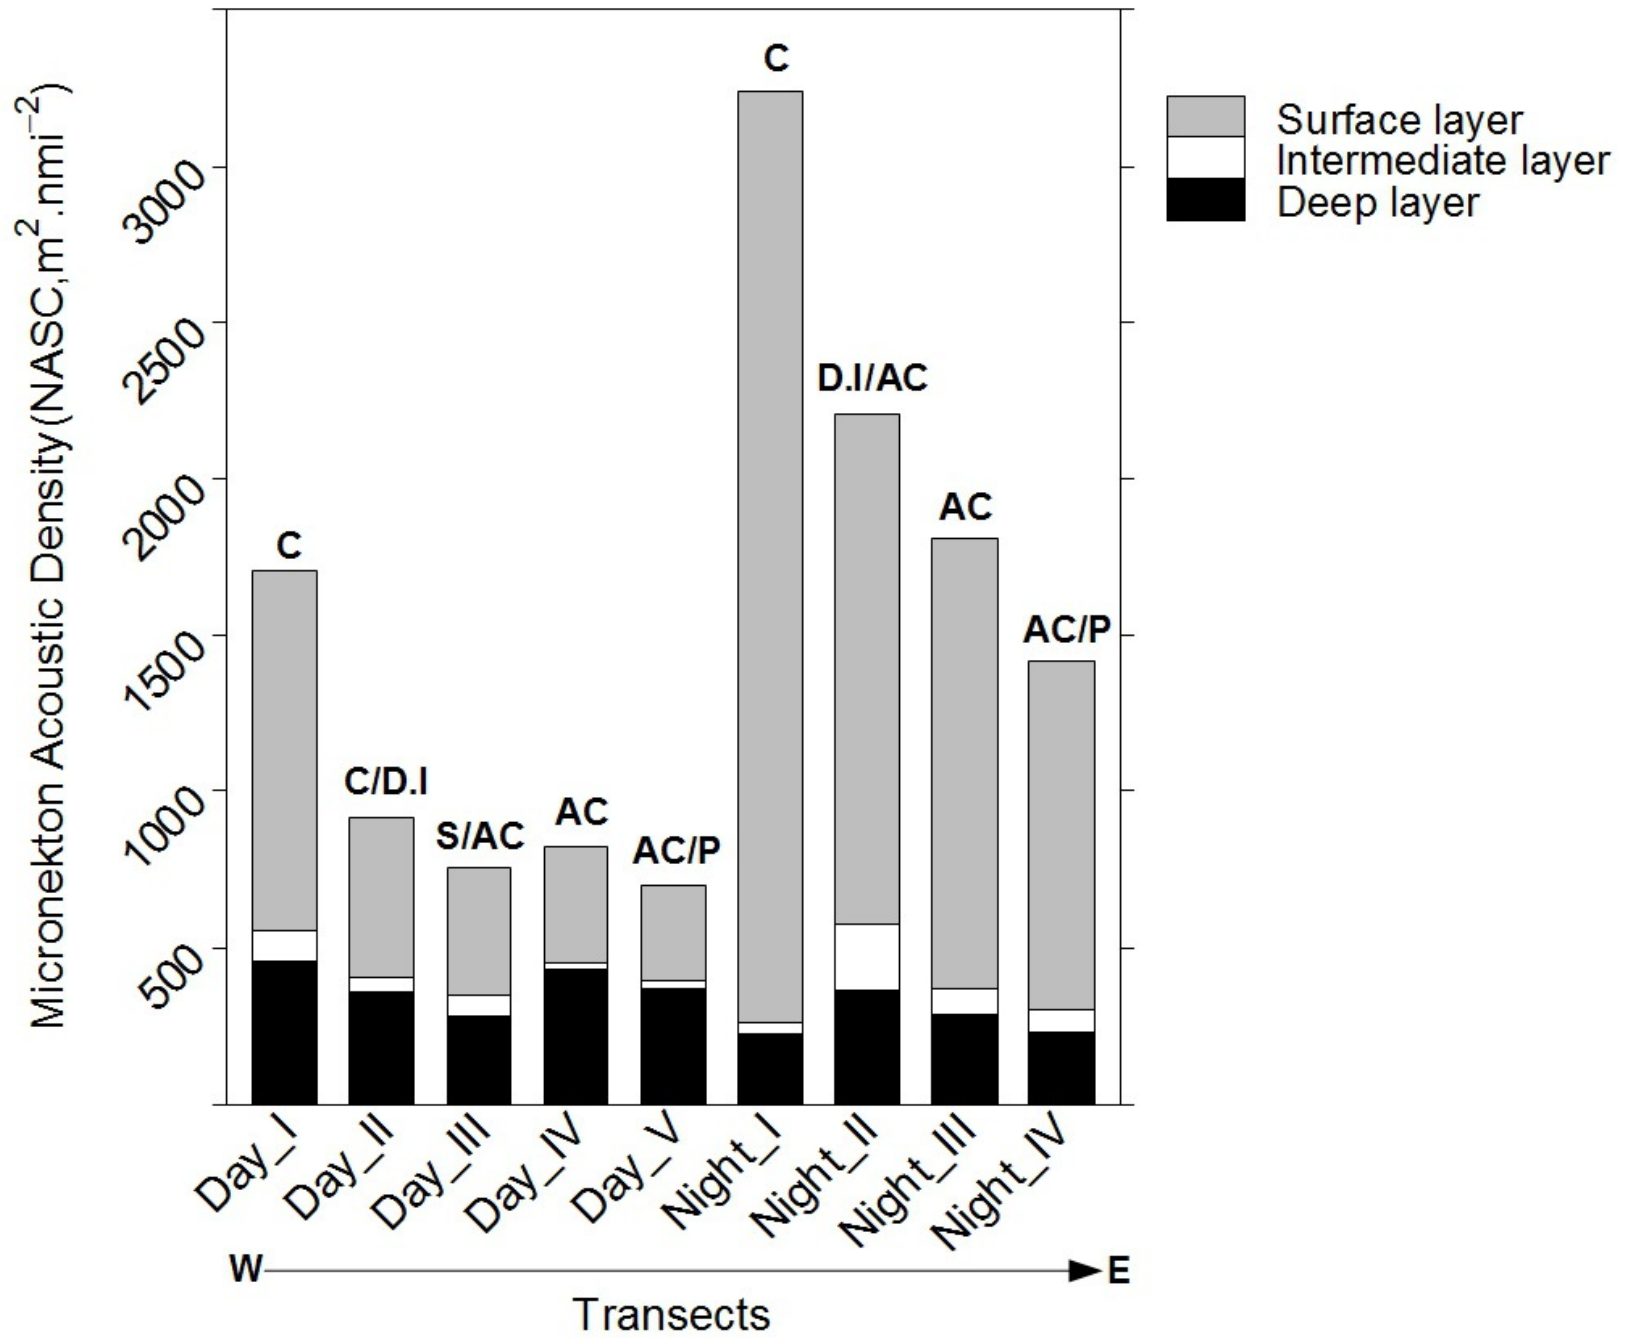 Micronekton Acoustic Density(NASC,m².nmi⁻²)
3000
2500
2000
1500
1000
500
C
C/D.I
S/AC
AC
AC/P
C
D.I/AC
AC
AC/P
Surface layer
Intermediate layer
Deep layer
Day_I
Day_II
Day_III
Day_IV
Day_V
Night_I
Night_II
Night_III
Night_IV
W
E
Transects